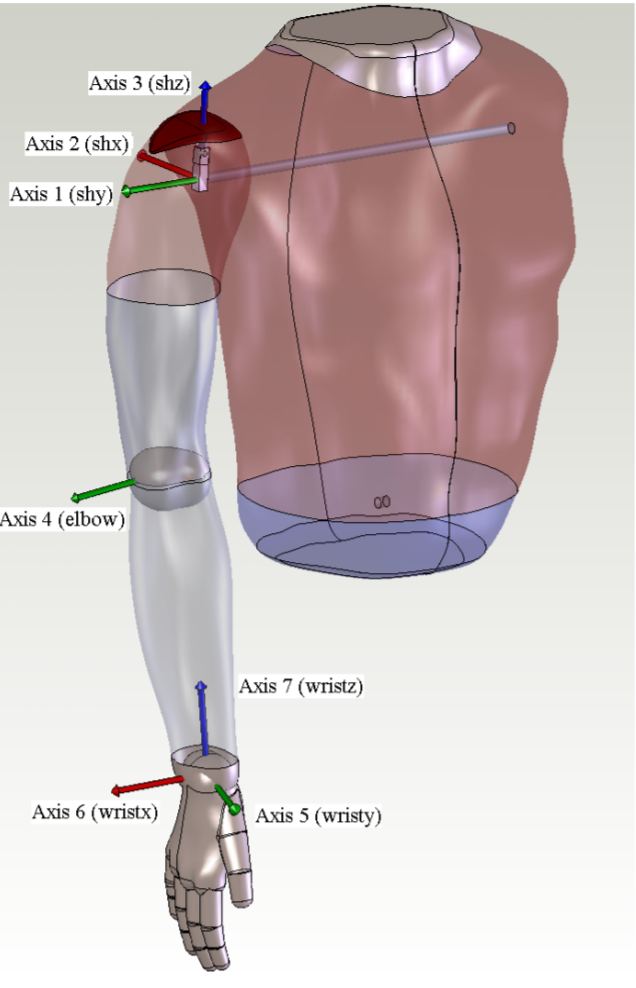 Axis 3 (shz)
Axis 2 (shx)
Axis 1 (shy)
Axis 4 (elbow)
Axis 7 (wristz)
Axis 6 (wristx)
Axis 5 (wristy)